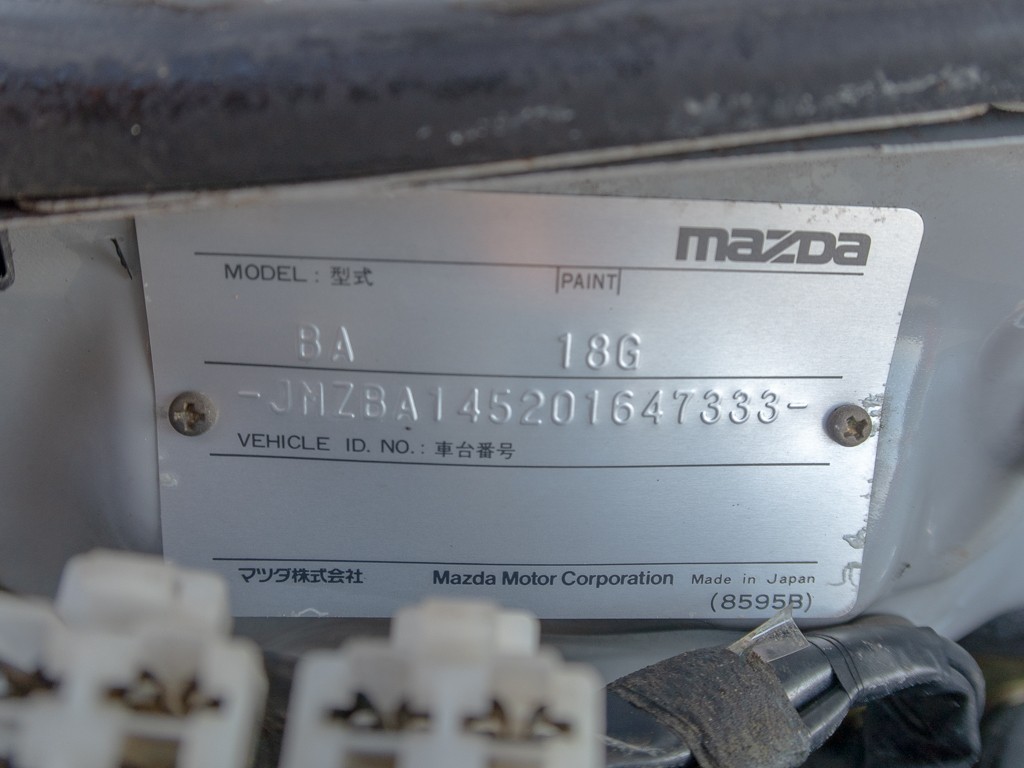 mazda
MODEL : 型式 PAINT
BA 18G
-JMZBA145201647333-
VEHICLE ID. NO. : 車台番号
マツダ株式会社 Mazda Motor Corporation Made in Japan
(8595B)